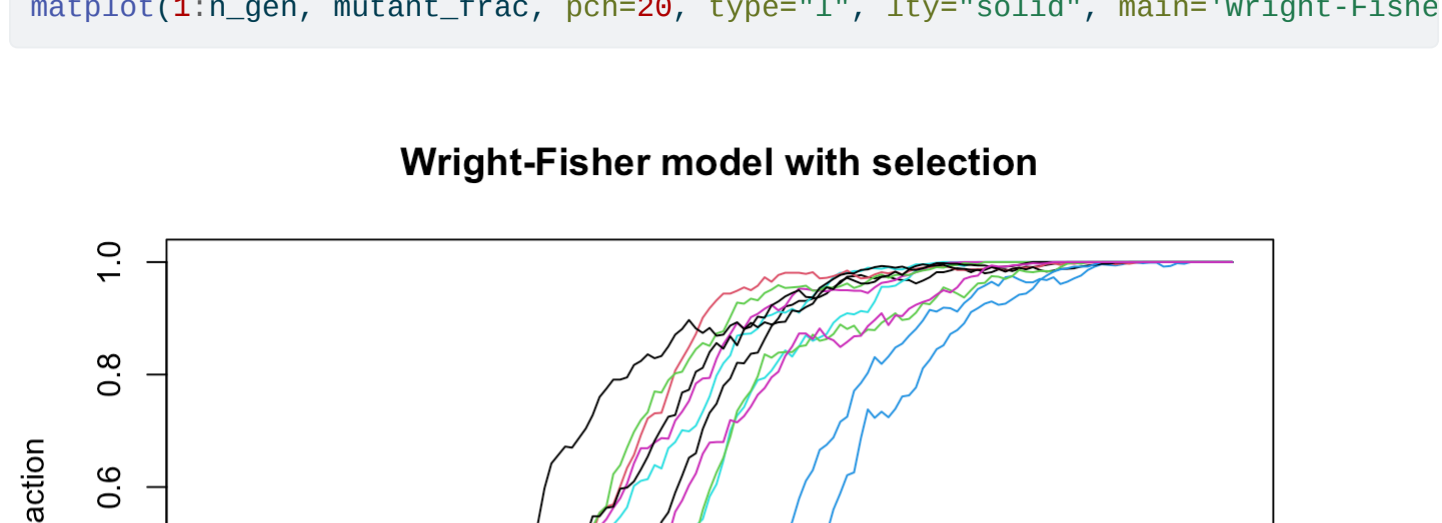 matplot(1:n_gen, mutant_frac, pch=20, type="l", lty="solid", main='Wright-Fishe
Wright-Fisher model with selection
1.0
0.8
0.6
action